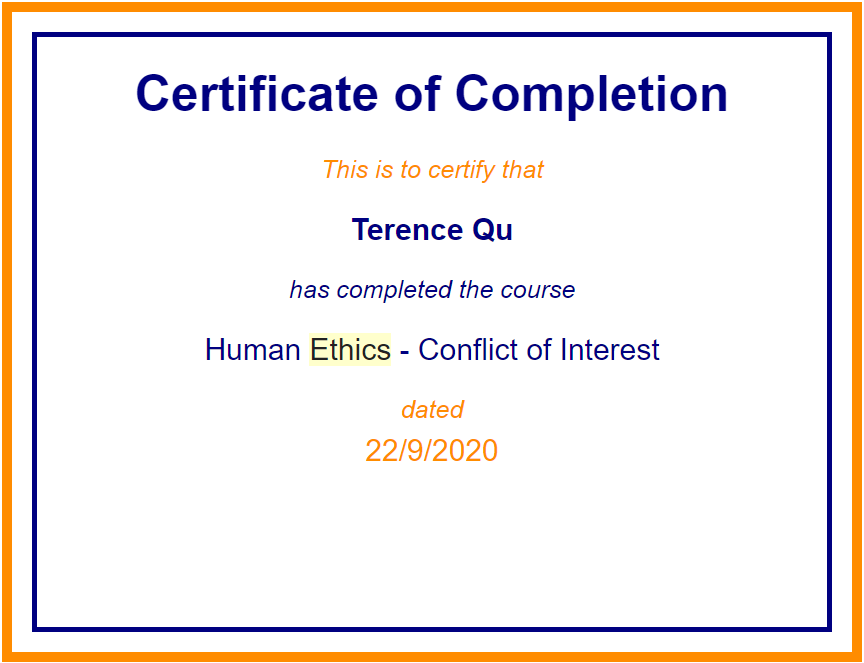 Certificate of Completion
This is to certify that
Terence Qu
has completed the course
Human Ethics - Conflict of Interest
dated
22/9/2020